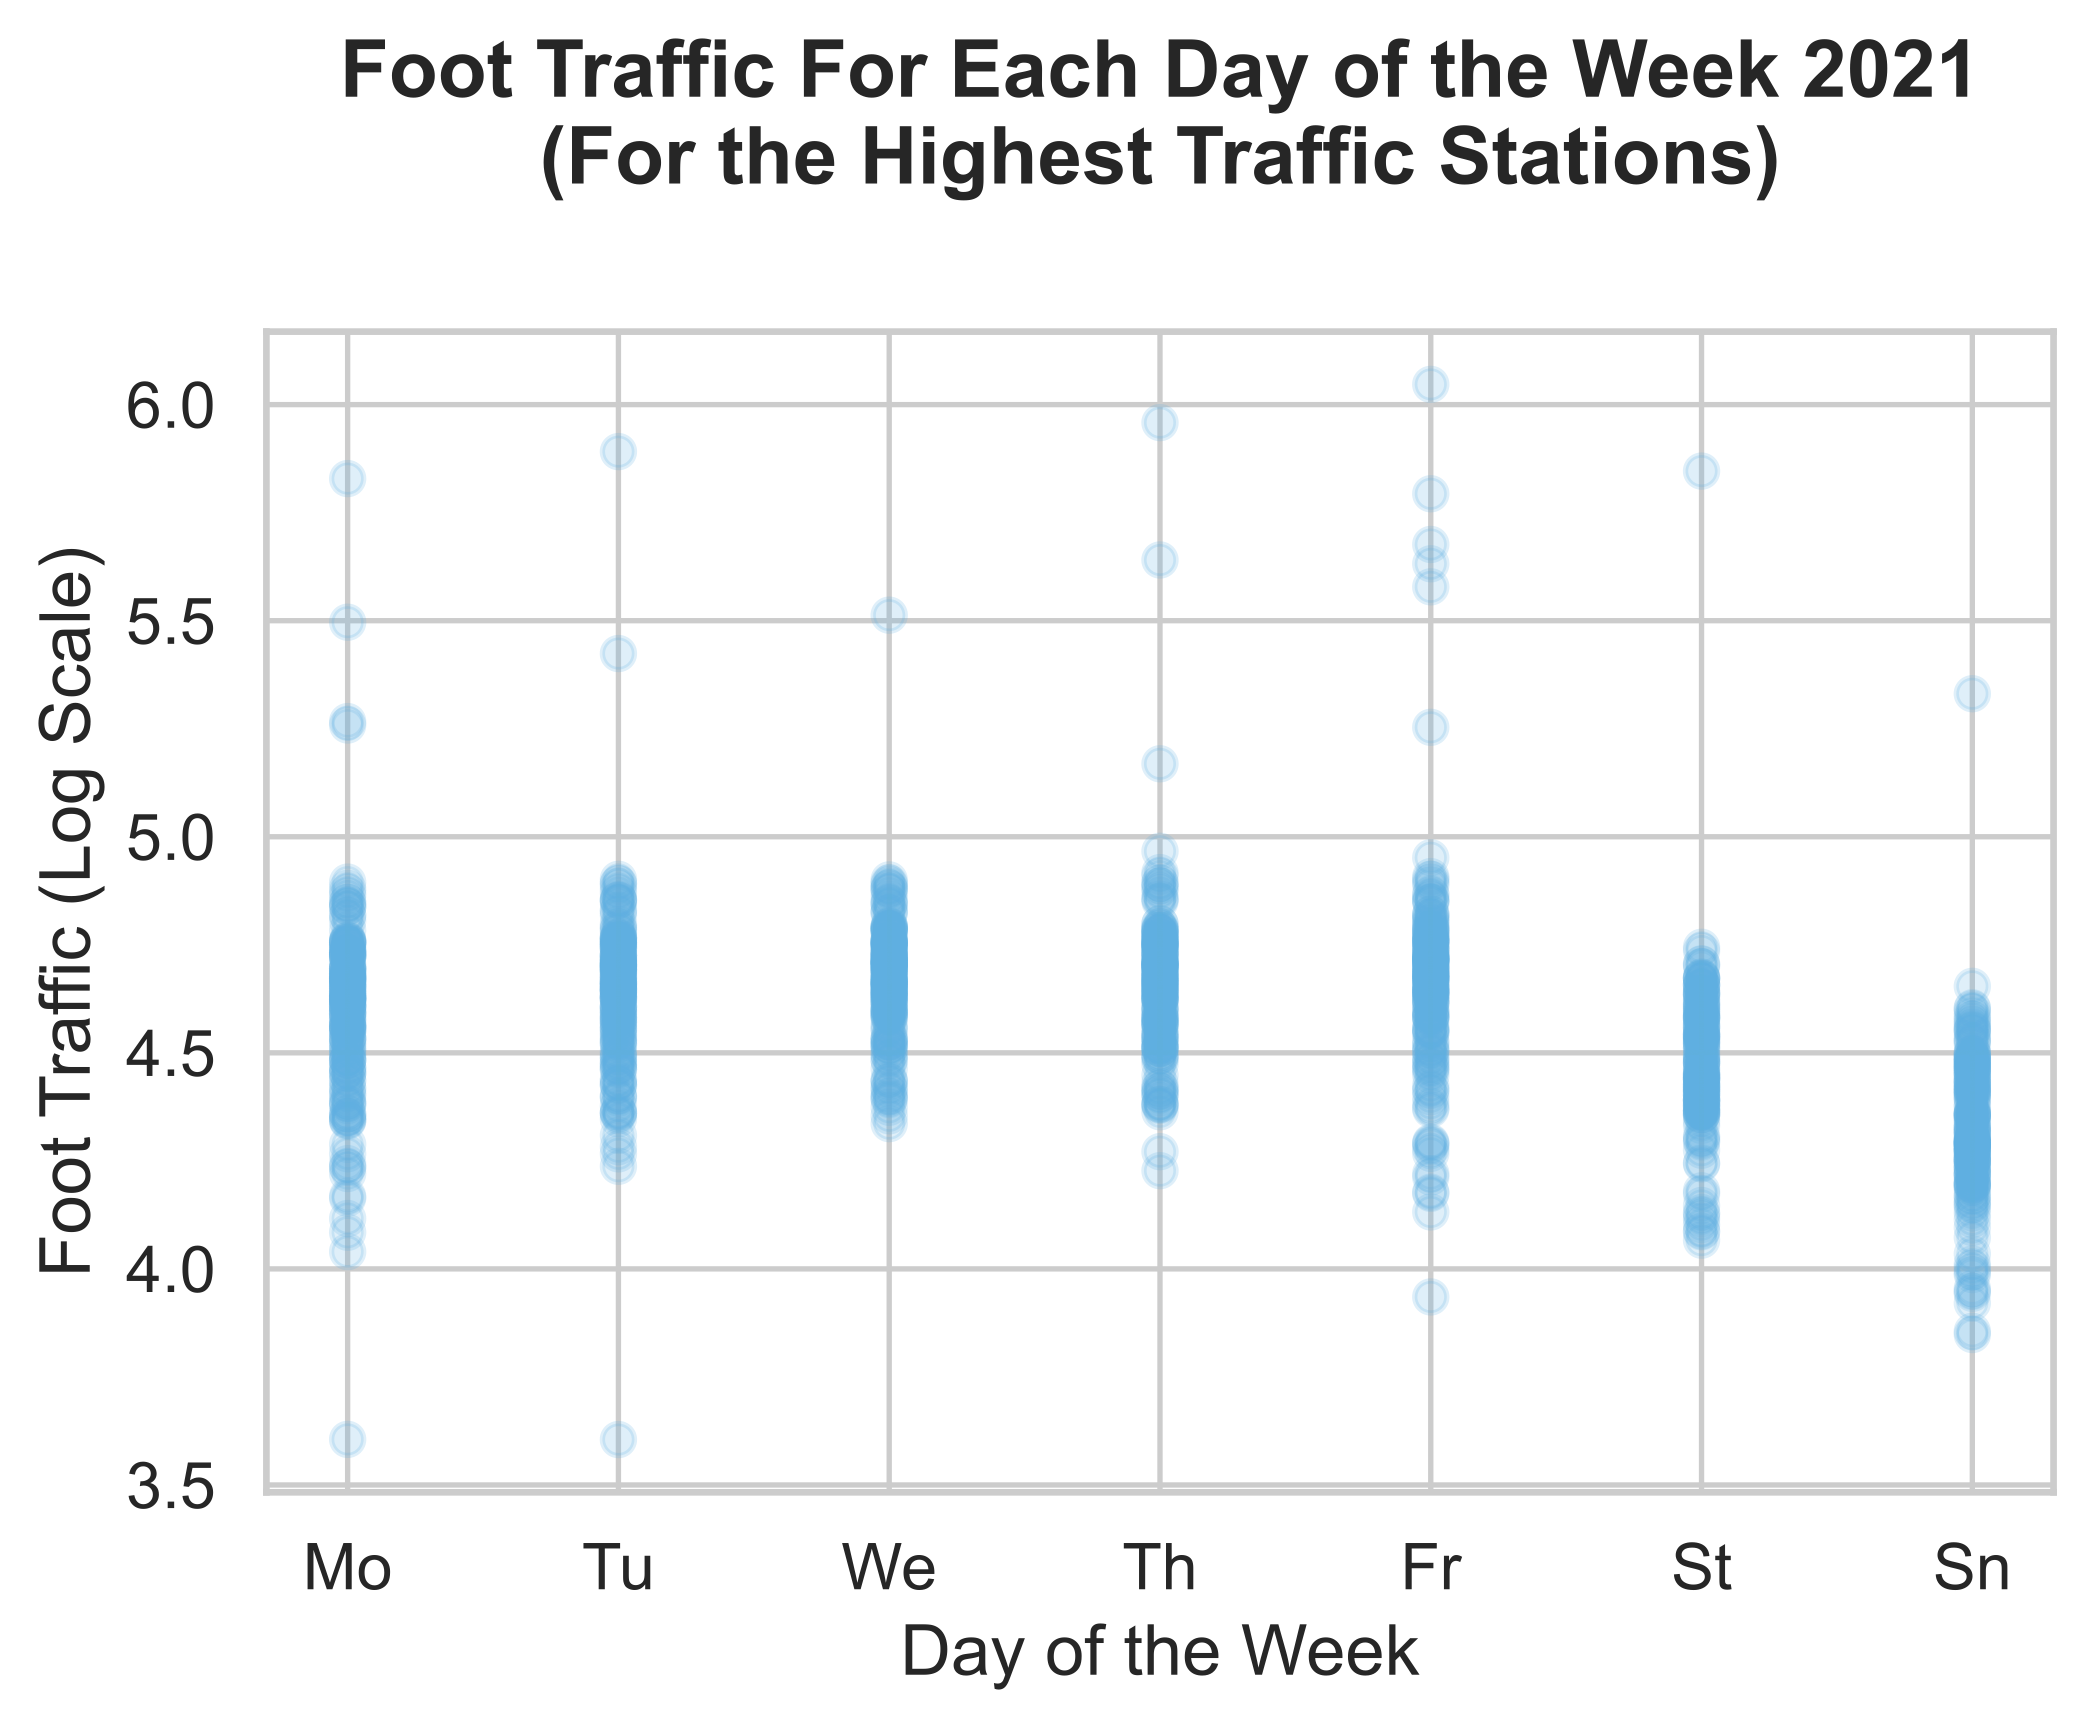 Foot Traffic For Each Day of the Week 2021
(For the Highest Traffic Stations)
Foot Traffic (Log Scale)
6.0
5.5
5.0
4.5
4.0
3.5
Mo Tu We Th Fr St Sn
Day of the Week